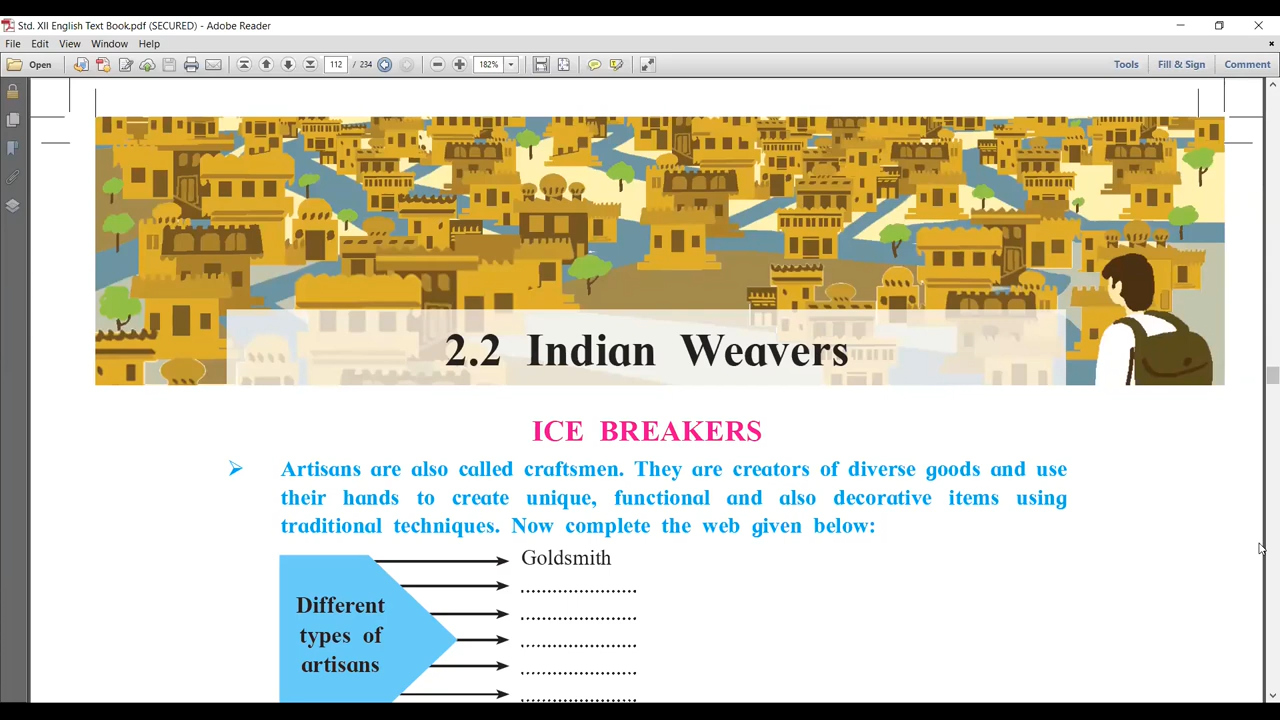 Std. XII English Text Book.pdf (SECURED) - Adobe Reader
File Edit View Window Help
Open 112 / 234 182% Tools Fill & Sign Comment
2.2 Indian Weavers
ICE BREAKERS
Artisans are also called craftsmen. They are creators of diverse goods and use
their hands to create unique, functional and also decorative items using
traditional techniques. Now complete the web given below:
Goldsmith
......................
......................
......................
......................
......................
Different
types of
artisans